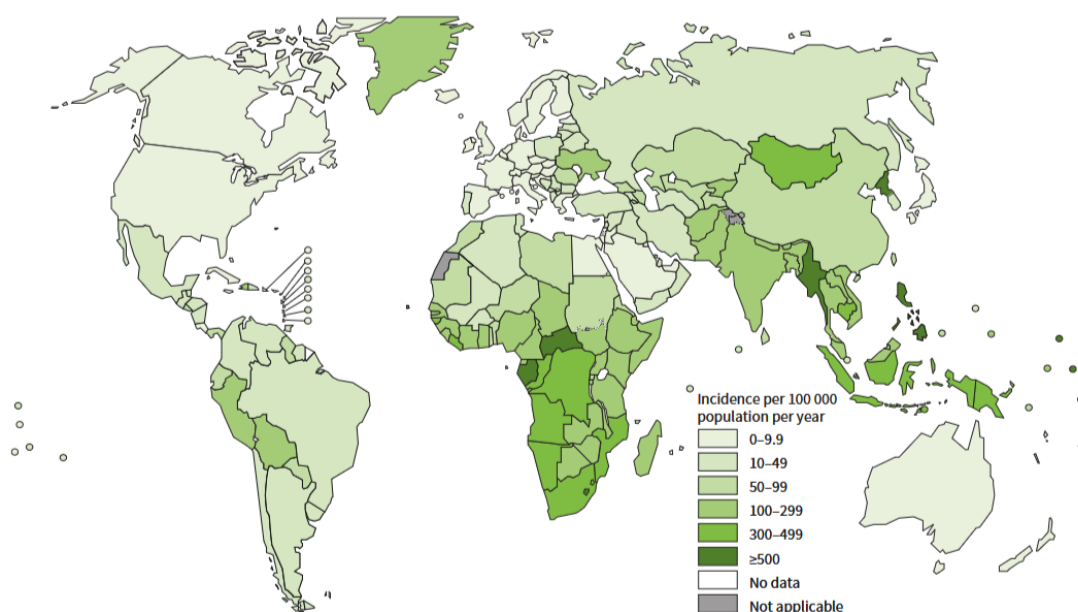 Incidence per 100 000
population per year
0–9.9
10–49
50–99
100–299
300–499
≥500
No data
Not applicable